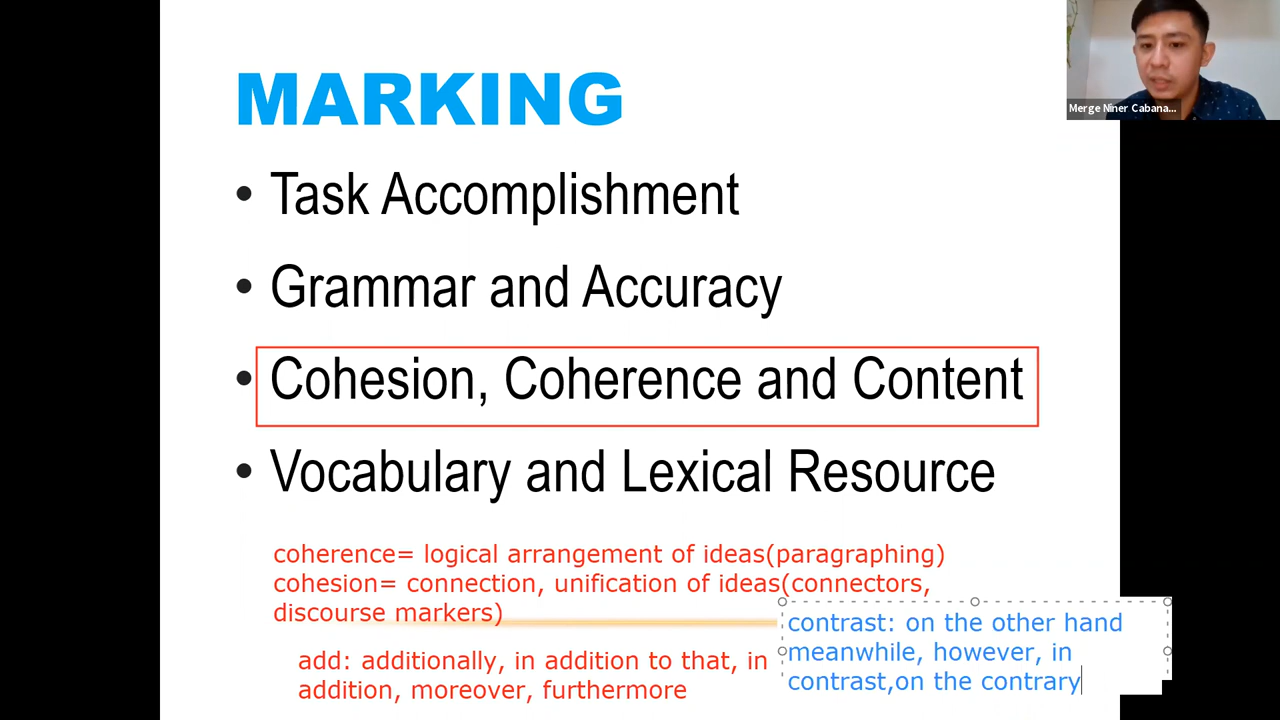 MARKING
Merge Niner Cabana...
• Task Accomplishment
• Grammar and Accuracy
• Cohesion, Coherence and Content
• Vocabulary and Lexical Resource
coherence= logical arrangement of ideas(paragraphing)
cohesion= connection, unification of ideas(connectors,
discourse markers)
add: additionally, in addition to that, in
addition, moreover, furthermore
contrast: on the other hand
meanwhile, however, in
contrast,on the contrary